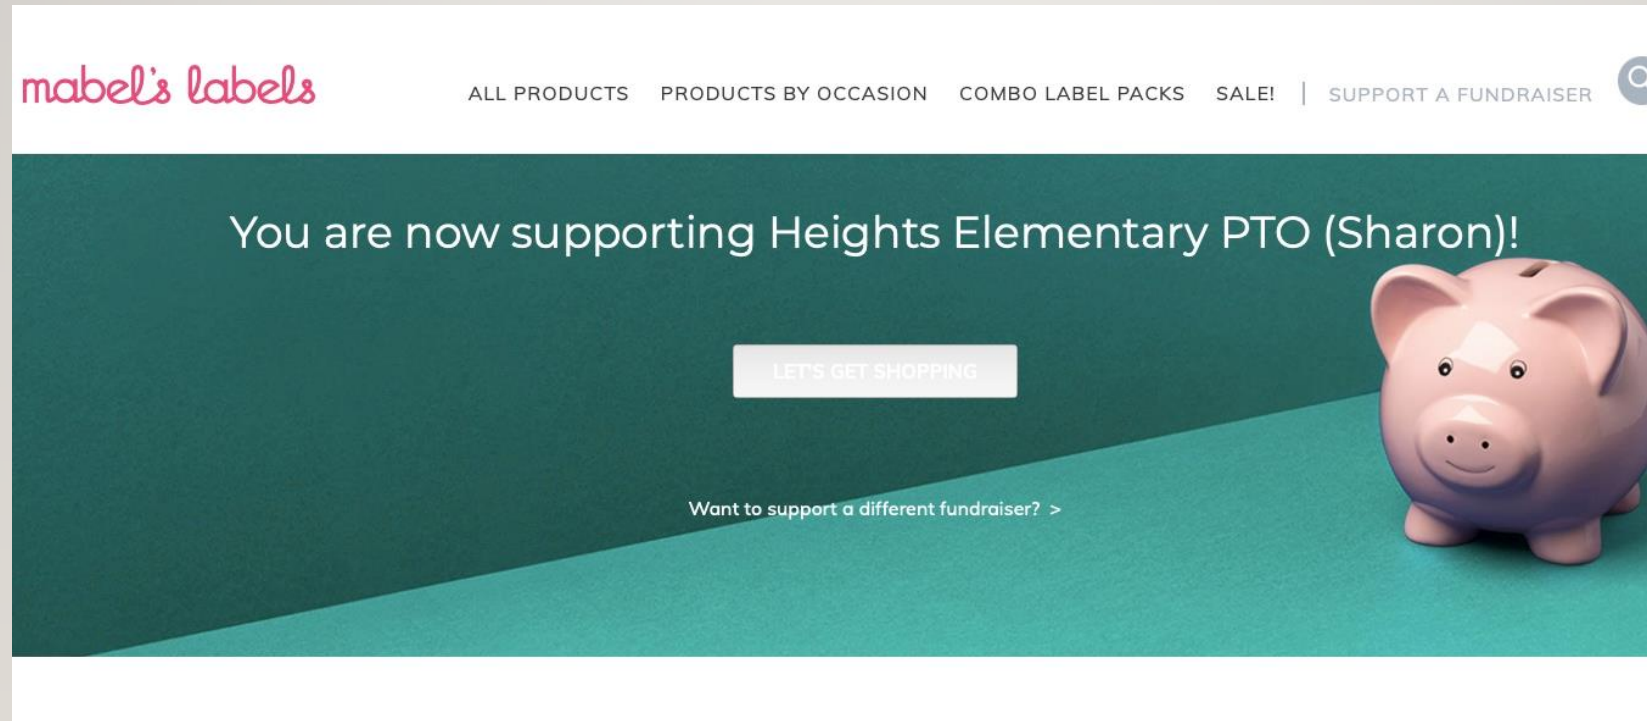 mabel's labels
ALL PRODUCTS PRODUCTS BY OCCASION COMBO LABEL PACKS SALE! | SUPPORT A FUNDRAISER
You are now supporting Heights Elementary PTO (Sharon)!
LET'S GET SHOPPING
Want to support a different fundraiser? >